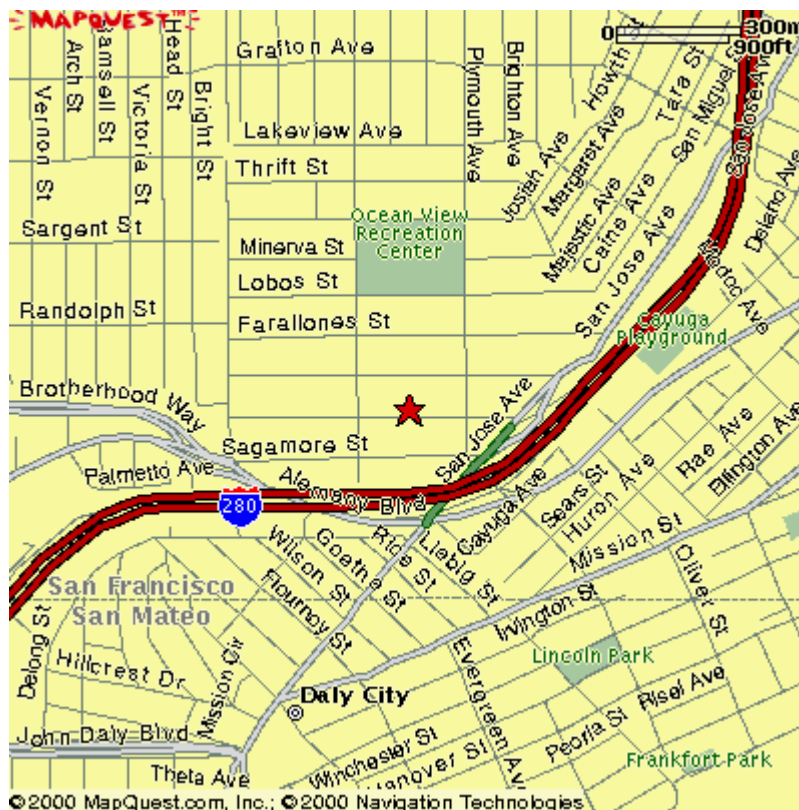 MAPQUEST™
0 300m
900ft
Grafton Ave
Head St
Ramsell St
Arch St
Vernon St
Victoria St
Bright St
Plymouth Ave
Brighton Ave
Howth St
Tara St
San Miguel S
San Jose Ave
Lakeview Ave
Thrift St
Josiah Ave
Margaret Ave
Majestic Ave
Caine Ave
San Jose Ave
Delano Ave
Modoc Ave
Sargent St
Ocean View
Recreation
Center
Minerva St
Lobos St
Randolph St
Farallones St
Cayuga
Playground
Brotherhood Way
San Jose Ave
Sagamore St
Palmetto Ave
Alemany Blvd
280
Cayuga Ave
Sears St
Huron Ave
Rae Ave
Ellington Ave
Mission St
Wilson St
Goethe St
Rice St
Liebig St
Flournoy St
Irvington St
Oliver St
San Francisco
San Mateo
Delong St
Hillcrest Dr
Mission Cir
Evergreen Ave
Lincoln Park
Daly City
Peoria St
Risel Ave
John Daly Blvd
Theta Ave
Winchester St
Hanover St
Frankfort Park
©2000 MapQuest.com, Inc.; ©2000 Navigation Technologies